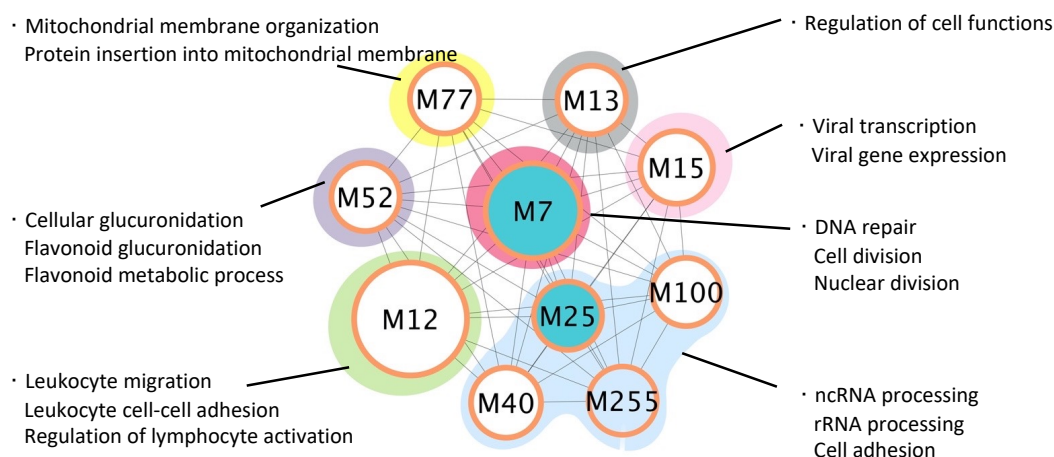 · Mitochondrial membrane organization
Protein insertion into mitochondrial membrane
· Regulation of cell functions
M77
M13
· Viral transcription
Viral gene expression
M15
M52
M7
· Cellular glucuronidation
Flavonoid glucuronidation
Flavonoid metabolic process
· DNA repair
Cell division
Nuclear division
M100
M12
M25
· Leukocyte migration
Leukocyte cell-cell adhesion
Regulation of lymphocyte activation
M40
M255
· ncRNA processing
rRNA processing
Cell adhesion